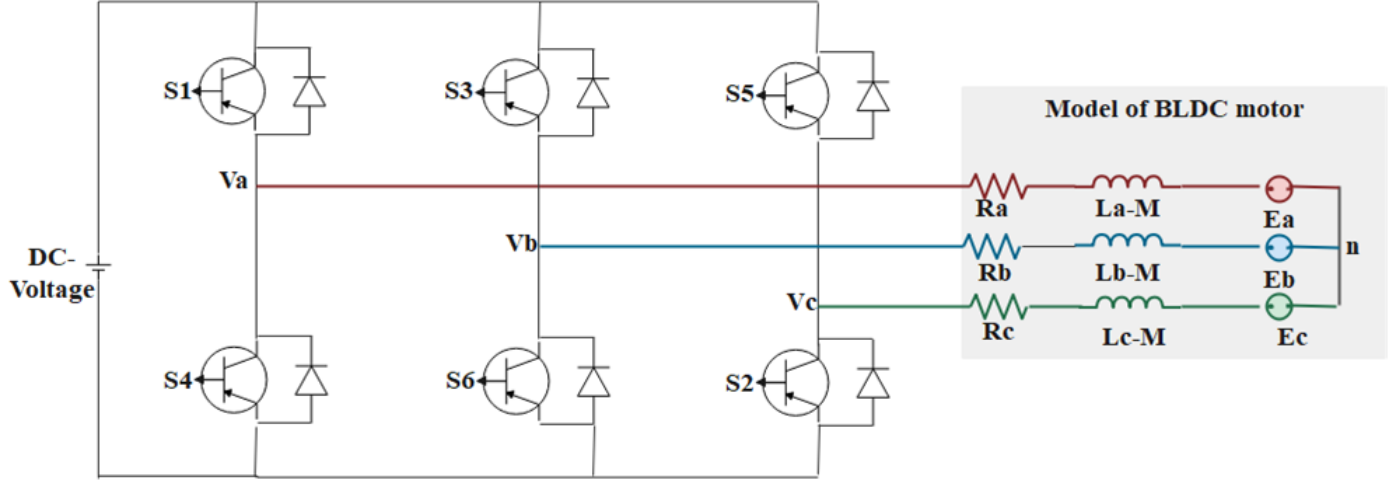 S1
S3
S5
Model of BLDC motor
Va
Ra
La-M
Ea
Vb
n
DC-
Voltage
Rb
Lb-M
Eb
Vc
Rc
Lc-M
Ec
S4
S6
S2